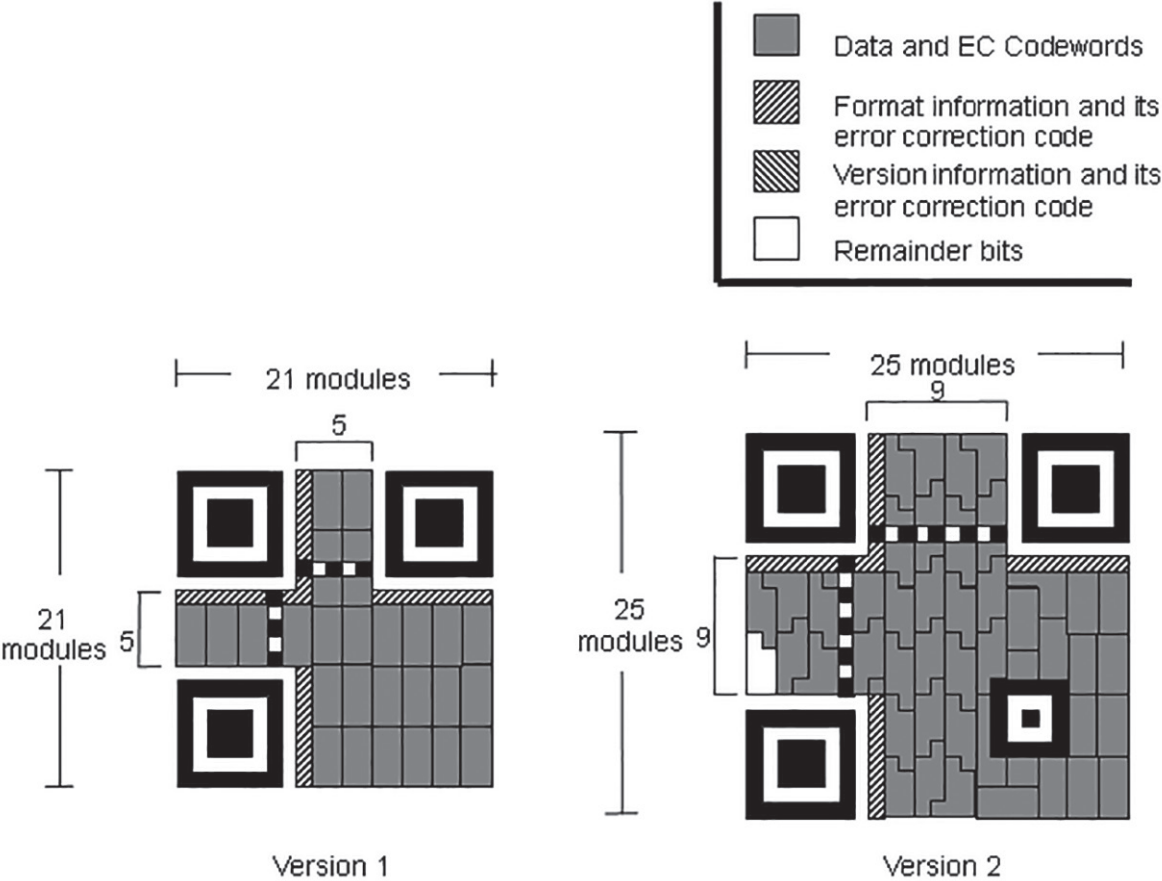 Data and EC Codewords
Format information and its
error correction code
Version information and its
error correction code
Remainder bits
21 modules
5
21
modules
5
Version 1
25 modules
9
25
modules
9
Version 2